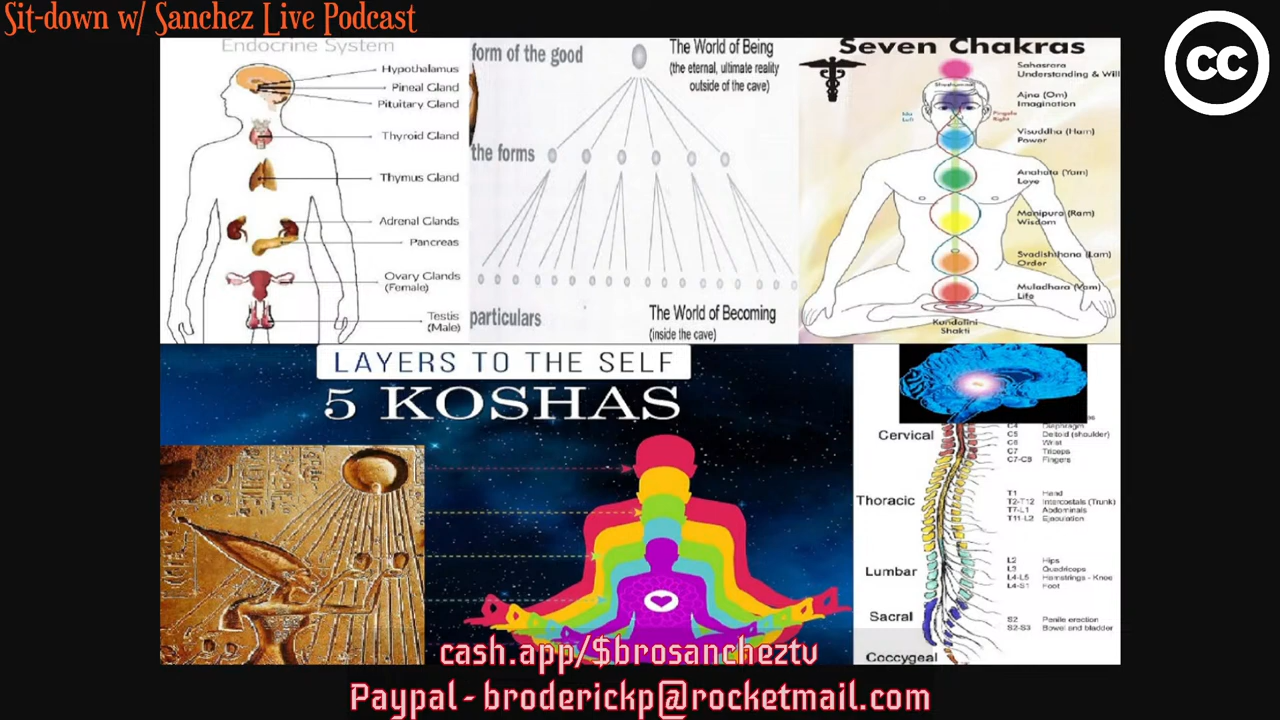 Sit-down w/ Sanchez Live Podcast
cc
Endocrine System
Hypothalamus
Pineal Gland
Pituitary Gland
Thyroid Gland
Thymus Gland
Adrenal Glands
Pancreas
Ovary Glands
(Female)
Testis
(Male)
form of the good
The World of Being
(the eternal, ultimate reality
outside of the cave)
the forms
particulars
The World of Becoming
(inside the cave)
Seven Chakras
Sahasrara
Understanding & Will
Ajna (Om)
Imagination
Left
Pingala
Right
Visuddha (Ham)
Power
Anahata (Yam)
Love
Manipura (Ram)
Wisdom
Svadishthana (Lam)
Order
Muladhara (Vam)
Life
Kundalini
Shakti
LAYERS TO THE SELF
5 KOSHAS
Cervical
C4 Diaphragm
C5 Deltoid (shoulder)
C6 Wrist
C7 Triceps
C7-C8 Fingers
Thoracic
T1 Hand
T2-T12 Intercostals (Trunk)
T7-L1 Abdominals
T11-L2 Ejaculation
Lumbar
L2 Hips
L3 Quadriceps
L4-L5 Hamstrings - Knee
L4-S1 Foot
Sacral
S2 Penile erection
S2-S3 Bowel and bladder
Coccygeal
cash.app/$brosancheztv
Paypal - broderickp@rocketmail.com